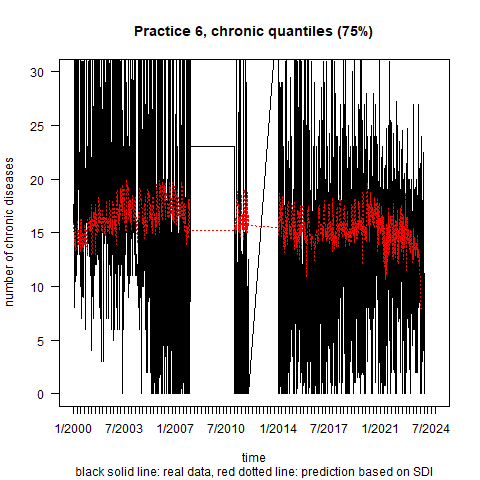 Practice 6, chronic quantiles (75%)
number of chronic diseases
30
25
20
15
10
5
0
1/2000 7/2003 1/2007 7/2010 1/2014 7/2017 1/2021 7/2024
time
black solid line: real data, red dotted line: prediction based on SDI